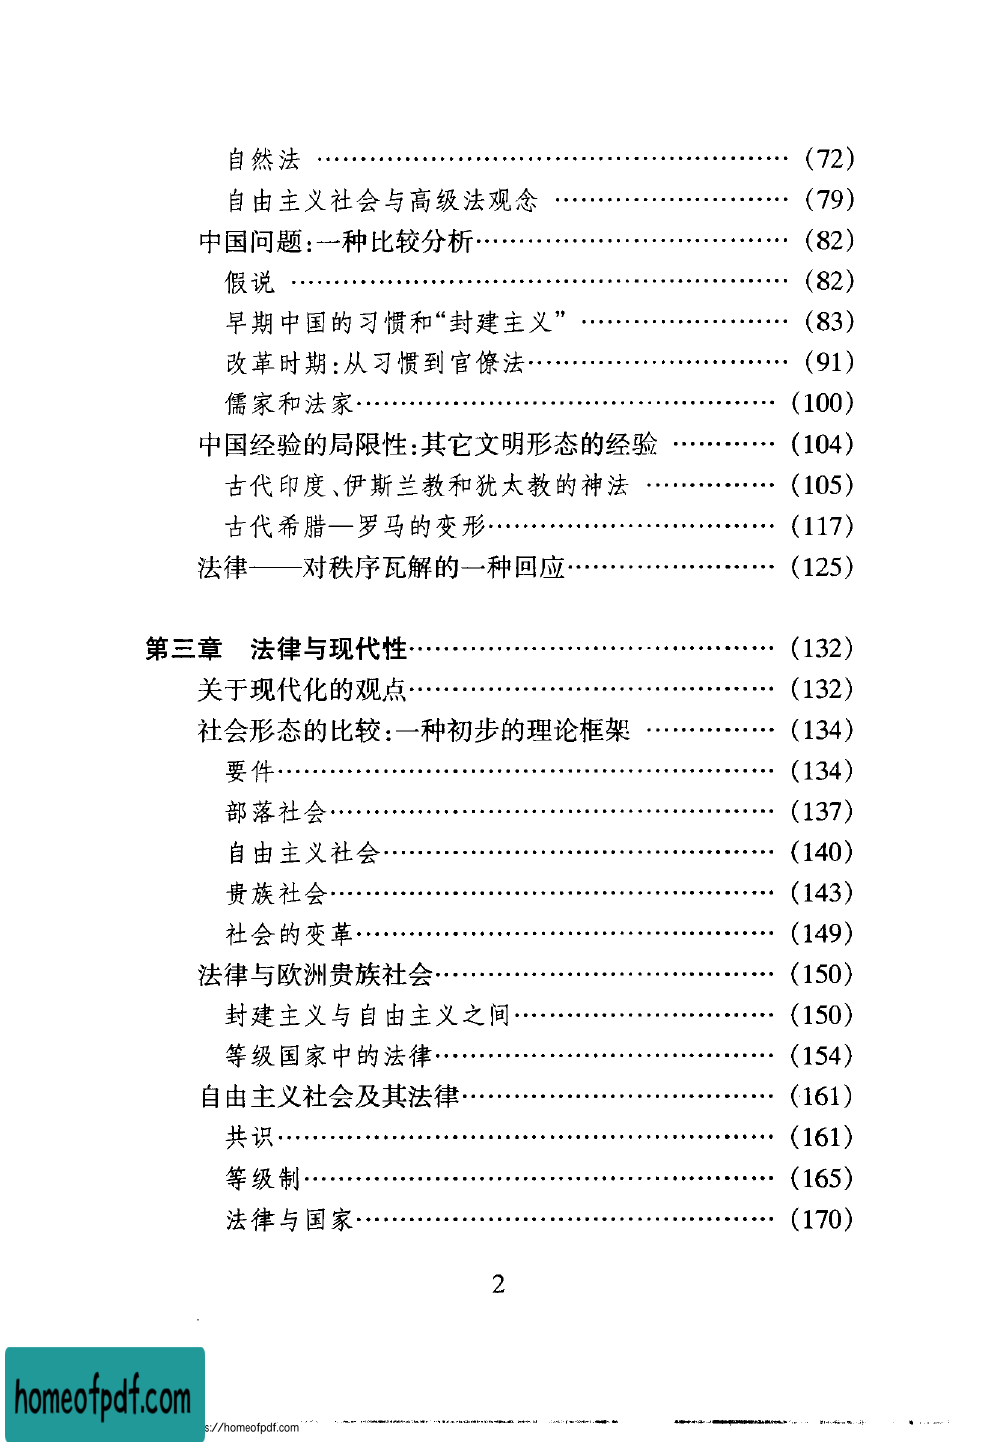 自然法 …………………………………………… (72)
自由主义社会与高级法观念 …………………… (79)
中国问题:一种比较分析…………………………… (82)
假说 ……………………………………………… (82)
早期中国的习惯和“封建主义” ………………… (83)
改革时期:从习惯到官僚法……………………… (91)
儒家和法家……………………………………… (100)
中国经验的局限性:其它文明形态的经验 ………… (104)
古代印度、伊斯兰教和犹太教的神法 …………… (105)
古代希腊—罗马的变形………………………… (117)
法律——对秩序瓦解的一种回应…………………… (125)
第三章　法律与现代性………………………………… (132)
关于现代化的观点………………………………… (132)
社会形态的比较:一种初步的理论框架 …………… (134)
要件……………………………………………… (134)
部落社会………………………………………… (137)
自由主义社会…………………………………… (140)
贵族社会………………………………………… (143)
社会的变革……………………………………… (149)
法律与欧洲贵族社会……………………………… (150)
封建主义与自由主义之间……………………… (150)
等级国家中的法律……………………………… (154)
自由主义社会及其法律…………………………… (161)
共识……………………………………………… (161)
等级制…………………………………………… (165)
法律与国家……………………………………… (170)
2
homeofpdf.com
s://homeofpdf.com